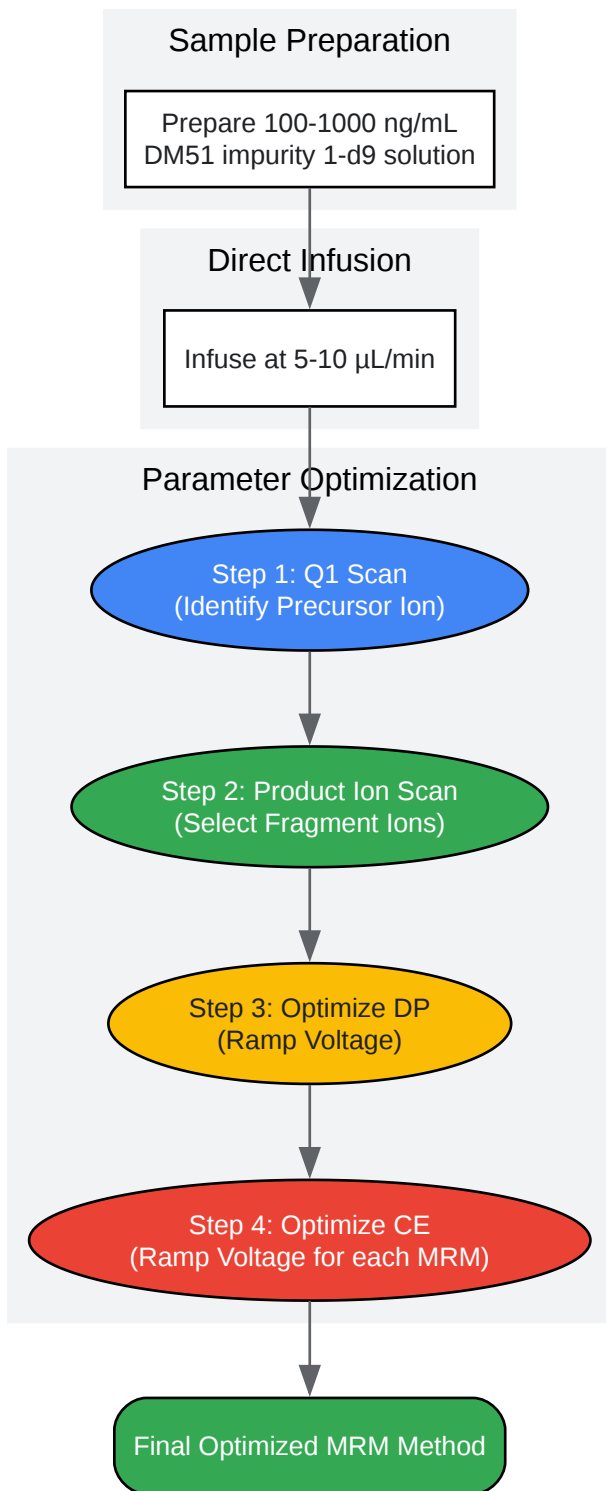 Sample Preparation
Prepare 100-1000 ng/mL
DM51 impurity 1-d9 solution
Direct Infusion
Infuse at 5-10 µL/min
Parameter Optimization
Step 1: Q1 Scan
(Identify Precursor Ion)
Step 2: Product Ion Scan
(Select Fragment Ions)
Step 3: Optimize DP
(Ramp Voltage)
Step 4: Optimize CE
(Ramp Voltage for each MRM)
Final Optimized MRM Method